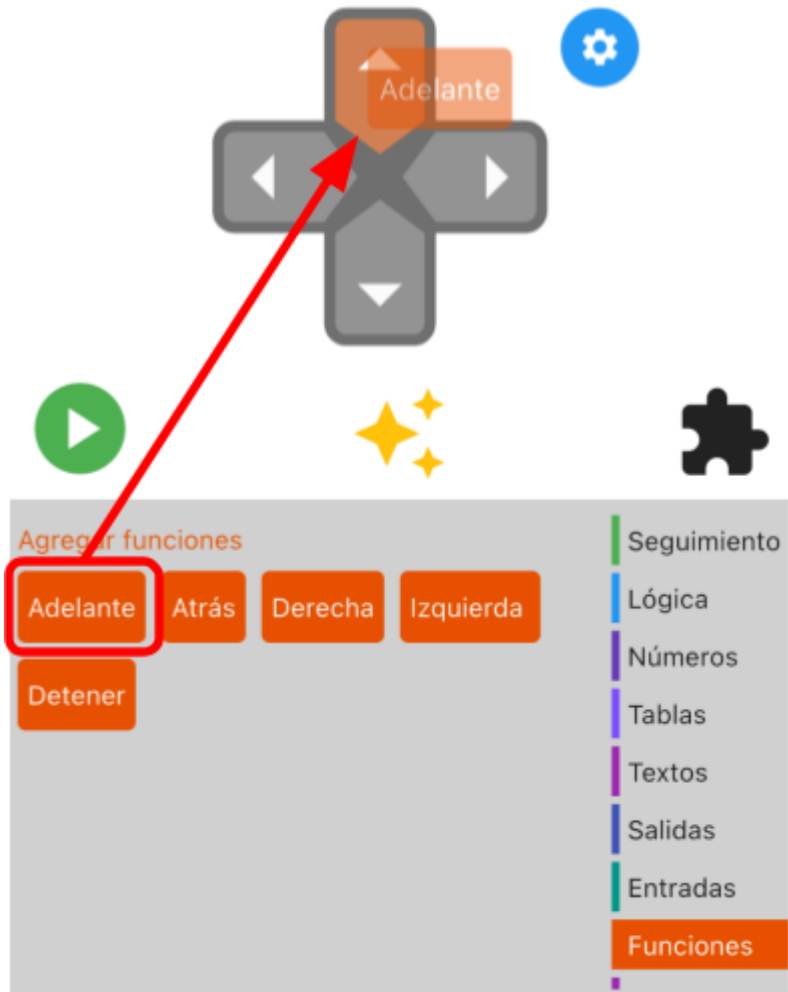 Adelante
Agregar funciones
Adelante Atrás Derecha Izquierda
Detener
Seguimiento
Lógica
Números
Tablas
Textos
Salidas
Entradas
Funciones